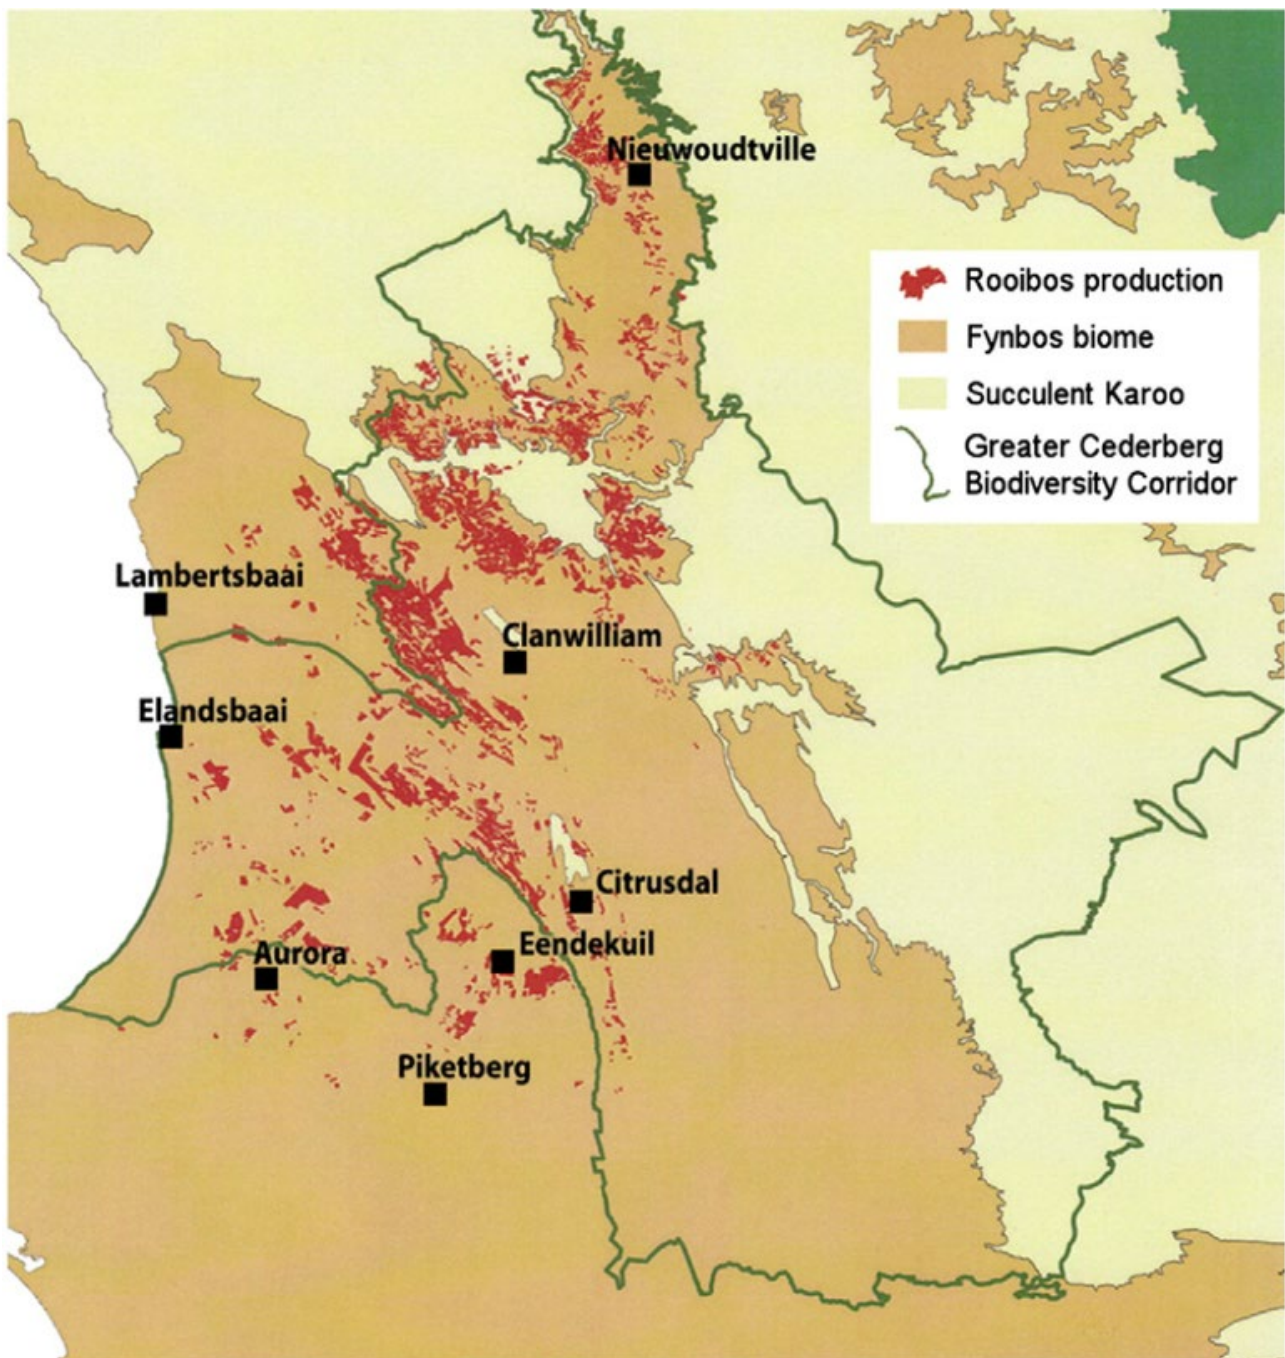 Nieuwoudtville
Rooibos production
Fynbos biome
Succulent Karoo
Greater Cederberg
Biodiversity Corridor
Lambertsbaai
Clanwilliam
Elandsbaai
Citrusdal
Eendekuil
Aurora
Piketberg